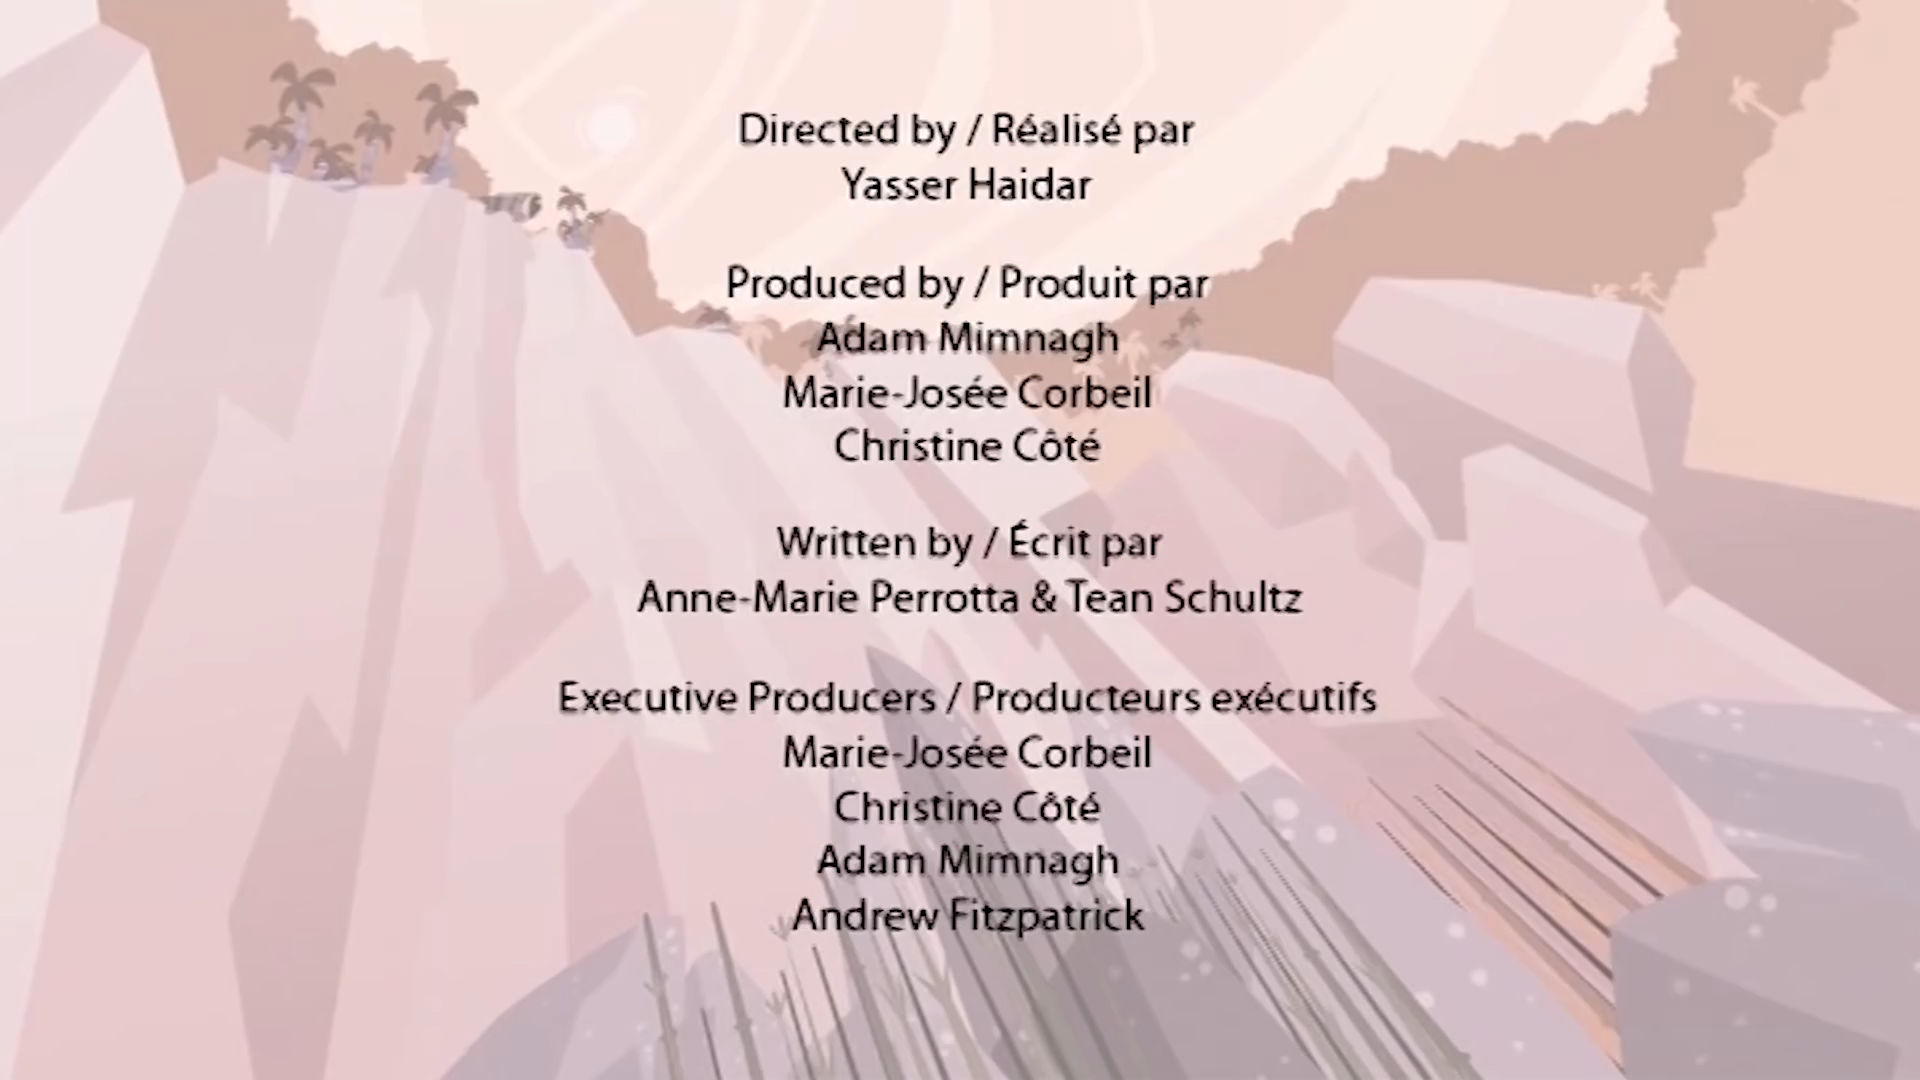 Directed by / Réalisé par
Yasser Haidar
Produced by / Produit par
Adam Mimnagh
Marie-Josée Corbeil
Christine Côté
Written by / Écrit par
Anne-Marie Perrotta & Tean Schultz
Executive Producers / Producteurs exécutifs
Marie-Josée Corbeil
Christine Côté
Adam Mimnagh
Andrew Fitzpatrick